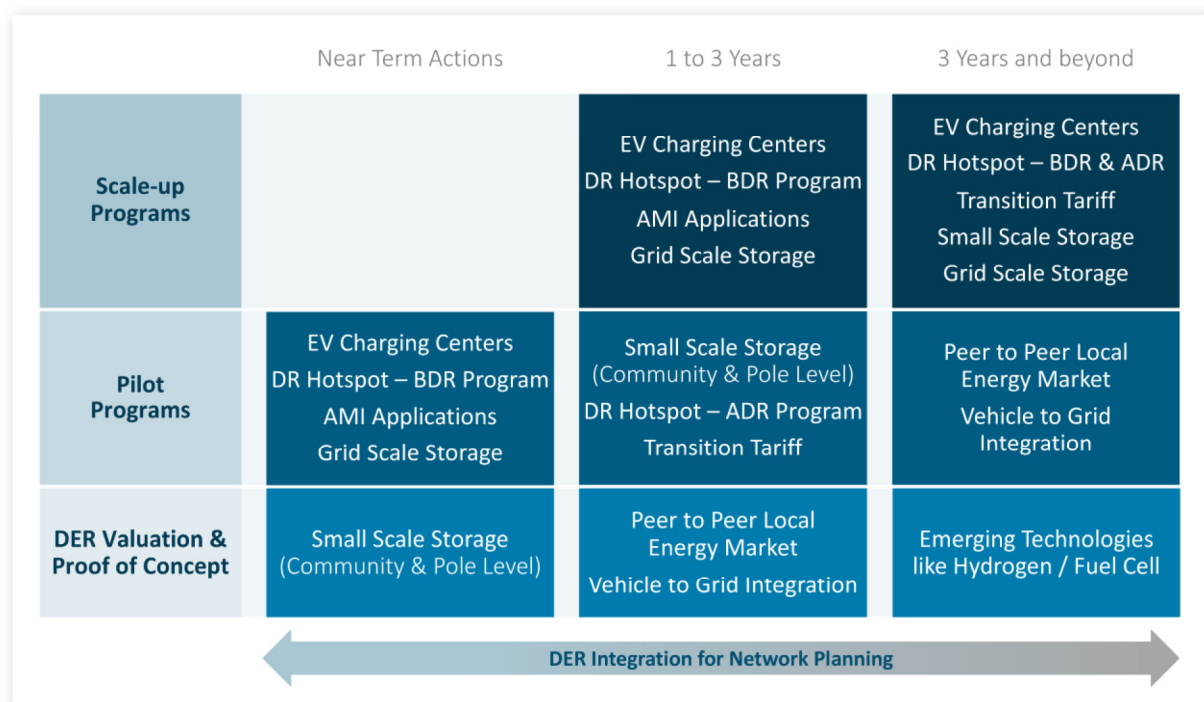 Near Term Actions
1 to 3 Years
3 Years and beyond
Scale-up
Programs
EV Charging Centers
DR Hotspot – BDR Program
AMI Applications
Grid Scale Storage
EV Charging Centers
DR Hotspot – BDR & ADR
Transition Tariff
Small Scale Storage
Grid Scale Storage
Pilot
Programs
EV Charging Centers
DR Hotspot – BDR Program
AMI Applications
Grid Scale Storage
Small Scale Storage
(Community & Pole Level)
DR Hotspot – ADR Program
Transition Tariff
Peer to Peer Local
Energy Market
Vehicle to Grid
Integration
DER Valuation &
Proof of Concept
Small Scale Storage
(Community & Pole Level)
Peer to Peer Local
Energy Market
Vehicle to Grid Integration
Emerging Technologies
like Hydrogen / Fuel Cell
DER Integration for Network Planning